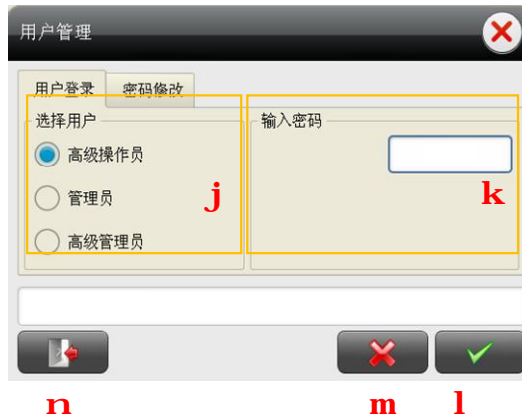 用户管理
用户登录 密码修改
选择用户 输入密码
高级操作员
管理员
高级管理员
j k
n m l